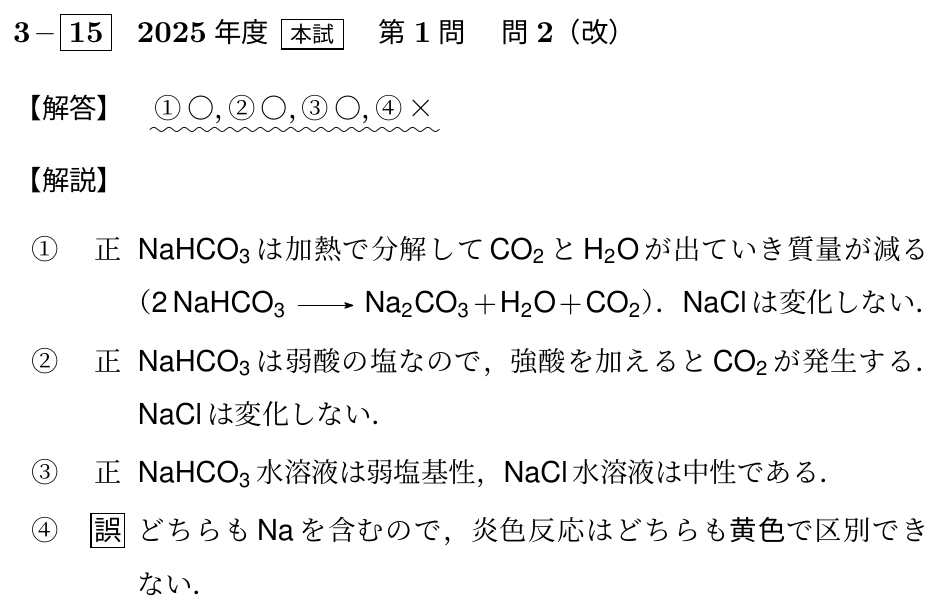 3–15 2025 年度 本試 第 1 問 問 2（改）
【解答】 ①〇, ②〇, ③〇, ④×
【解説】
① 正 NaHCO₃は加熱で分解してCO₂とH₂Oが出ていき質量が減る
（2 NaHCO₃ ⟶ Na₂CO₃+H₂O+CO₂）．NaClは変化しない．
② 正 NaHCO₃は弱酸の塩なので，強酸を加えるとCO₂が発生する．
NaClは変化しない．
③ 正 NaHCO₃水溶液は弱塩基性，NaCl水溶液は中性である．
④ 誤 どちらもNaを含むので，炎色反応はどちらも黄色で区別でき
ない．